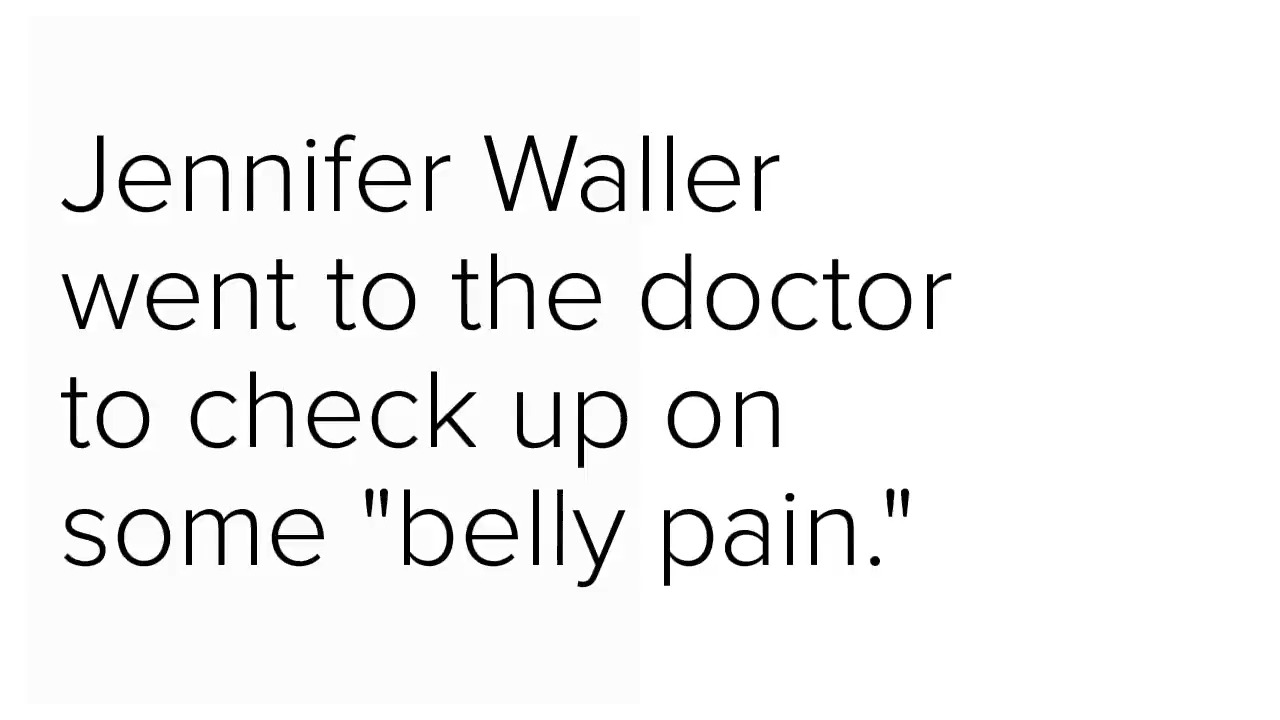 Jennifer Waller
went to the doctor
to check up on
some "belly pain."